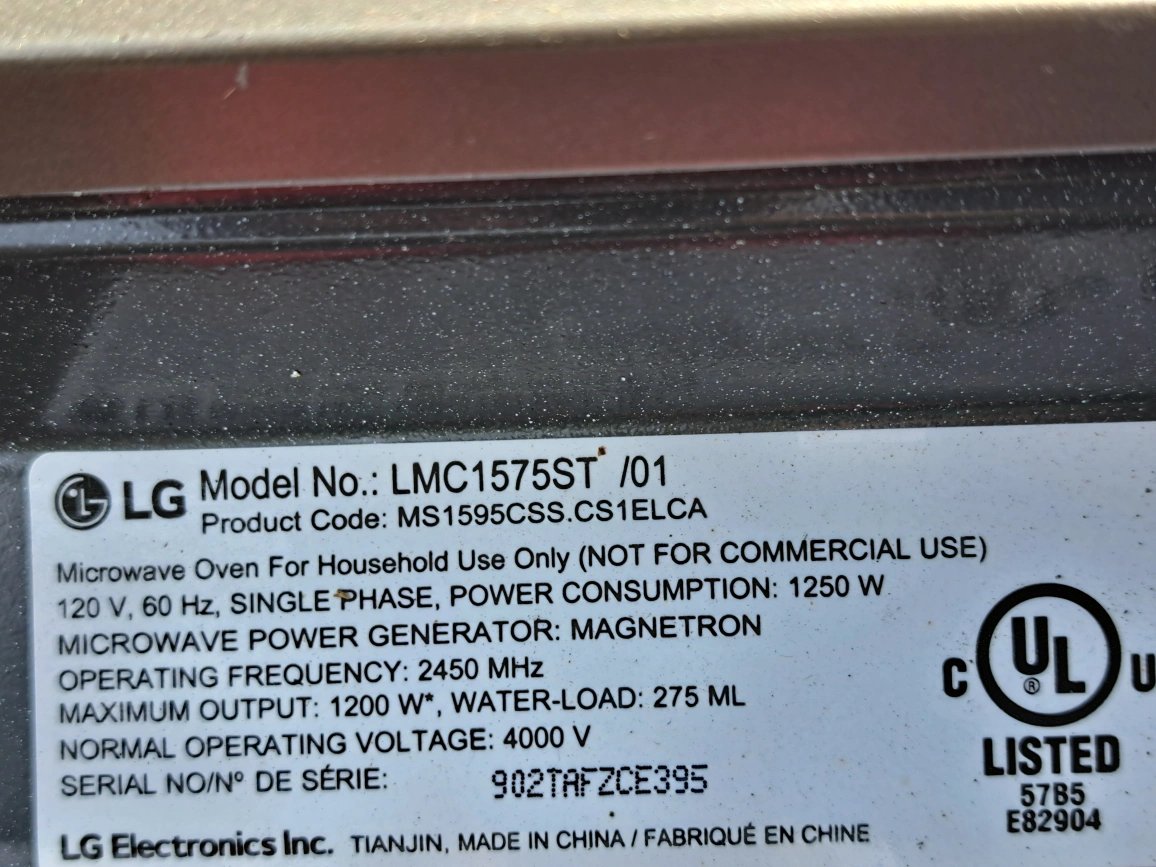 LG Model No.: LMC1575ST /01
Product Code: MS1595CSS.CS1ELCA
Microwave Oven For Household Use Only (NOT FOR COMMERCIAL USE)
120 V, 60 Hz, SINGLE PHASE, POWER CONSUMPTION: 1250 W
MICROWAVE POWER GENERATOR: MAGNETRON
OPERATING FREQUENCY: 2450 MHz
MAXIMUM OUTPUT: 1200 W*, WATER-LOAD: 275 ML
NORMAL OPERATING VOLTAGE: 4000 V
SERIAL NO/Nº DE SÉRIE: 902TAFZCE395
LG Electronics Inc. TIANJIN, MADE IN CHINA / FABRIQUÉ EN CHINE
C UL ® U
LISTED
57B5
E82904